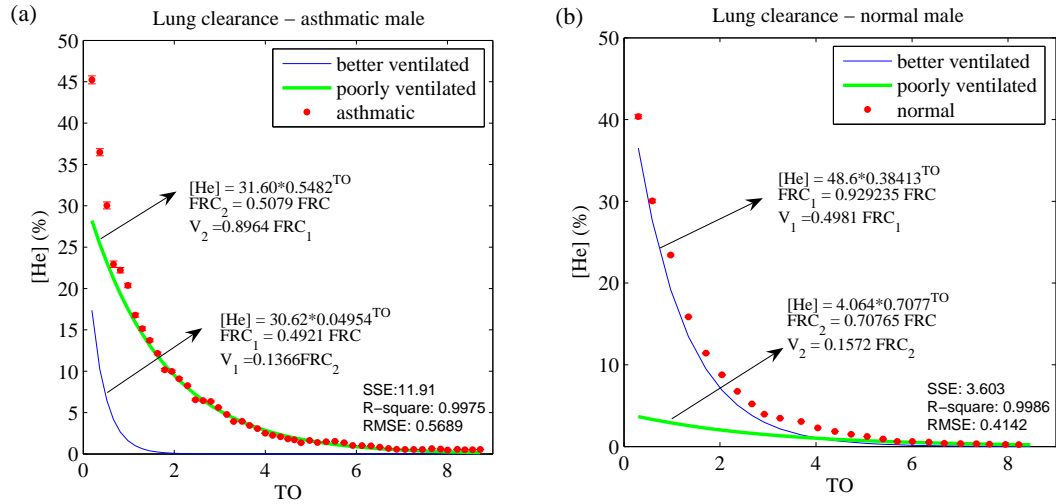 (a)
Lung clearance – asthmatic male
50
45
40
35
30
25
20
15
10
5
0
[He] (%)
better ventilated
poorly ventilated
asthmatic
[He] = 31.60*0.5482^TO
FRC_2 = 0.5079 FRC
V_2 = 0.8964 FRC_1
[He] = 30.62*0.04954^TO
FRC_1 = 0.4921 FRC
V_1 = 0.1366FRC_2
SSE:11.91
R-square: 0.9975
RMSE: 0.5689
0 2 4 6 8
TO
(b)
Lung clearance – normal male
50
40
30
20
10
0
[He] (%)
better ventilated
poorly ventilated
normal
[He] = 48.6*0.38413^TO
FRC_1 = 0.929235 FRC
V_1 = 0.4981 FRC_1
[He] = 4.064*0.7077^TO
FRC_2 = 0.70765 FRC
V_2 = 0.1572 FRC_2
SSE: 3.603
R-square: 0.9986
RMSE: 0.4142
0 2 4 6 8
TO